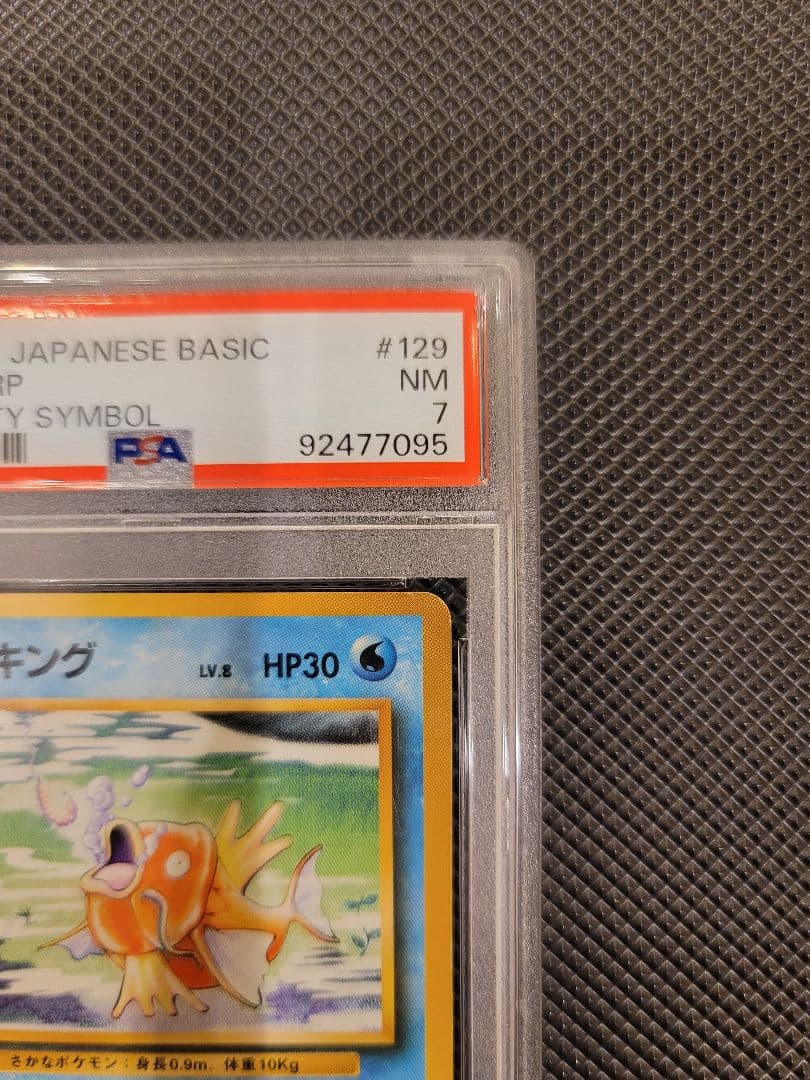 JAPANESE BASIC #129
RP NM
TY SYMBOL 7
PSA 92477095
キング LV.8 HP30
さかなポケモン：身長0.9m、体重10Kg